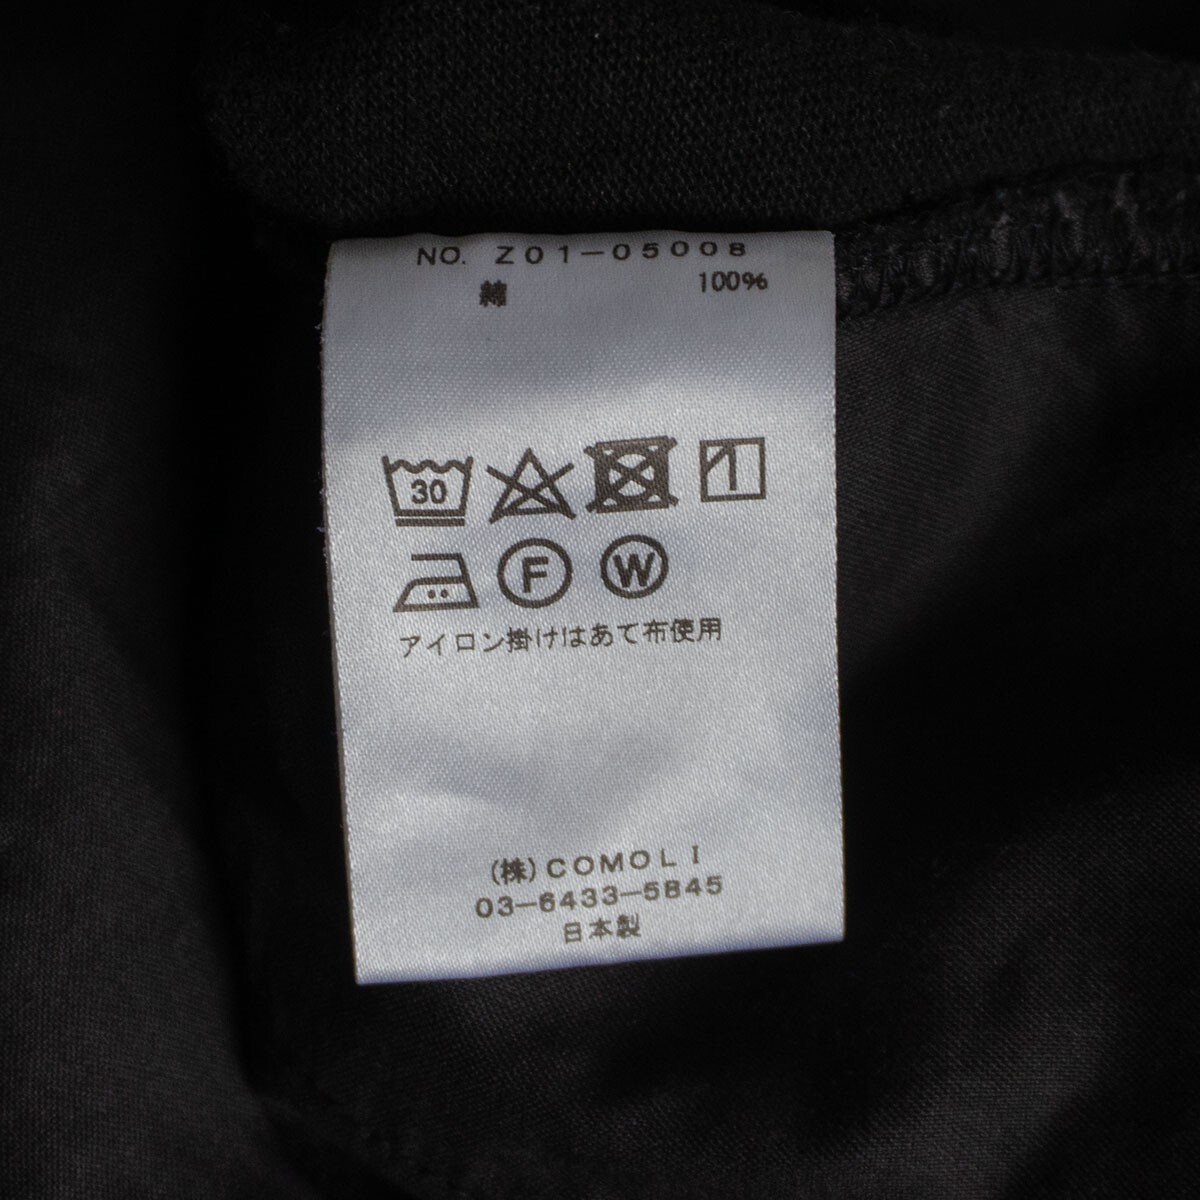 NO. Z01-05008
綿 100%
30
F W
アイロン掛けはあて布使用
(株)COMOLI
03-6433-5845
日本製